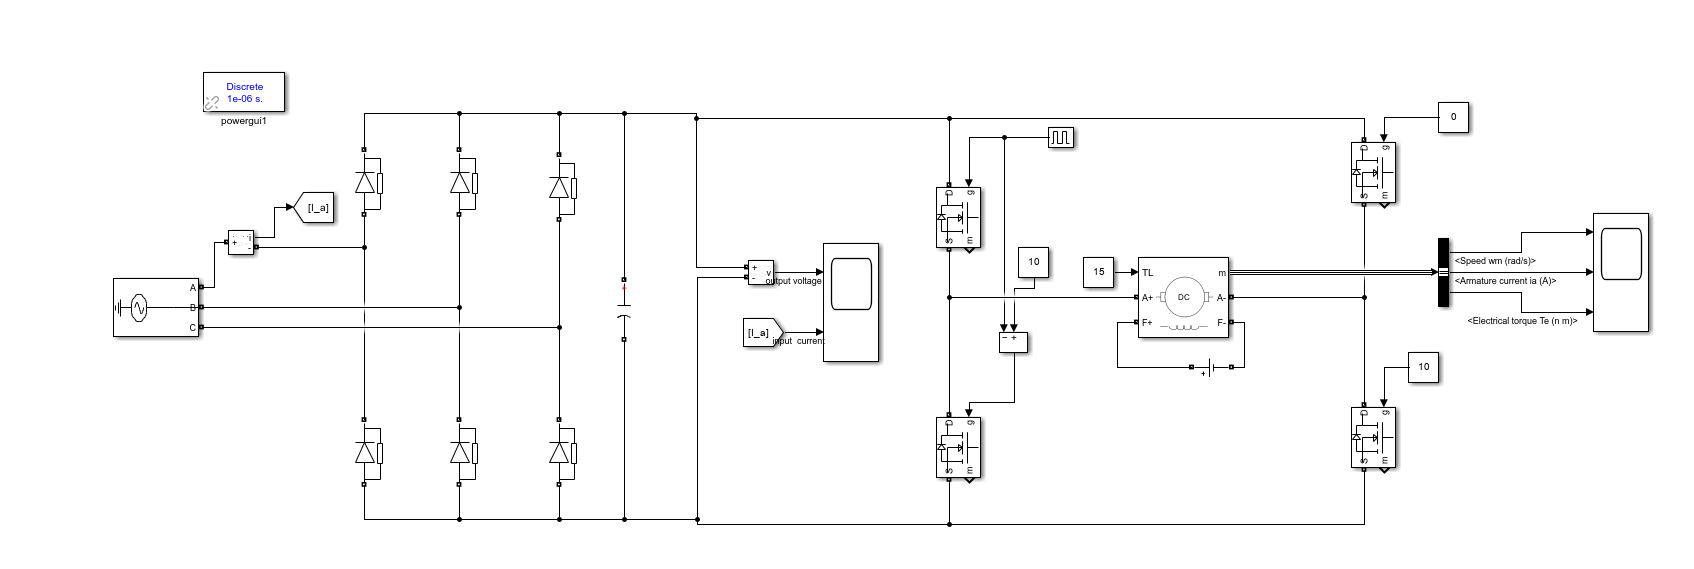 Discrete
1e-06 s.
powergui1
0
D
g
S
m
D
g
S
m
[I_a]
i
+
-
A
B
C
+
-
v
output voltage
[I_a]
input current
10
− +
15
TL
m
A+
DC
A-
F+
F-
+
<Speed wm (rad/s)>
<Armature current ia (A)>
<Electrical torque Te (n m)>
10
D
g
S
m
D
g
S
m